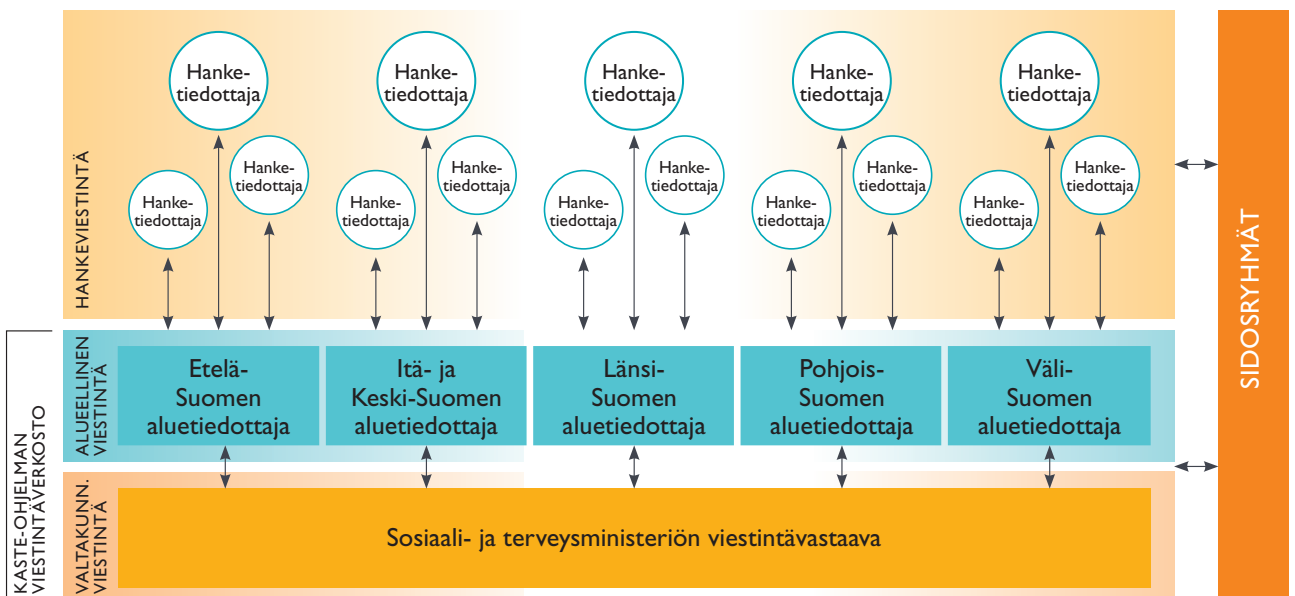 Hanke-
tiedottaja
Hanke-
tiedottaja
Hanke-
tiedottaja
Hanke-
tiedottaja
Hanke-
tiedottaja
Hanke-
tiedottaja
Hanke-
tiedottaja
Hanke-
tiedottaja
Hanke-
tiedottaja
Hanke-
tiedottaja
Hanke-
tiedottaja
Hanke-
tiedottaja
Hanke-
tiedottaja
Hanke-
tiedottaja
Hanke-
tiedottaja
HANKEVIESTINTÄ
SIDOSRYHMÄT
KASTE-OHJELMAN
VIESTINTÄVERKOSTO
ALUEELLINEN
VIESTINTÄ
Etelä-
Suomen
aluetiedottaja
Itä- ja
Keski-Suomen
aluetiedottaja
Länsi-
Suomen
aluetiedottaja
Pohjois-
Suomen
aluetiedottaja
Väli-
Suomen
aluetiedottaja
VALTAKUNN.
VIESTINTÄ
Sosiaali- ja terveysministeriön viestintävastaava